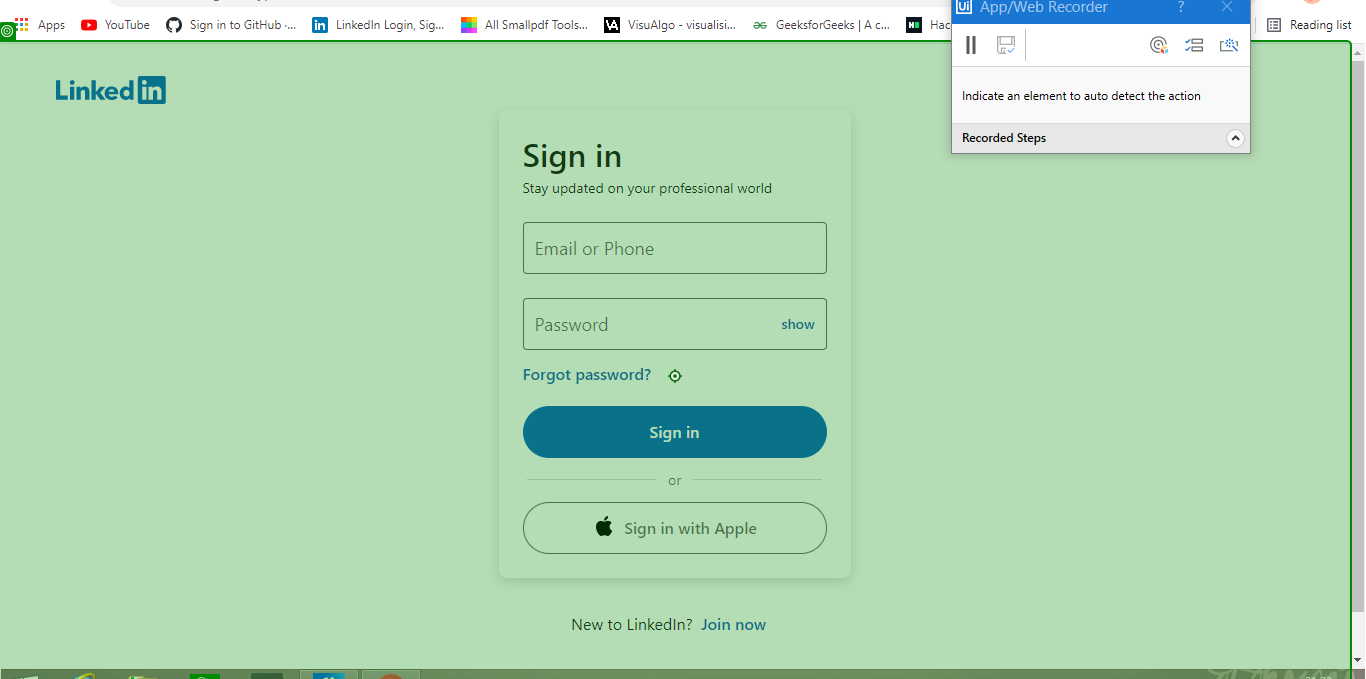 Ui App/Web Recorder ?
Apps YouTube Sign in to GitHub ·... LinkedIn Login, Sig... All Smallpdf Tools... VisuAlgo - visualisi... GeeksforGeeks | A c... Reading list
Indicate an element to auto detect the action
Recorded Steps
Linked in
Sign in
Stay updated on your professional world
Email or Phone
Password show
Forgot password?
Sign in
or
Sign in with Apple
New to LinkedIn? Join now